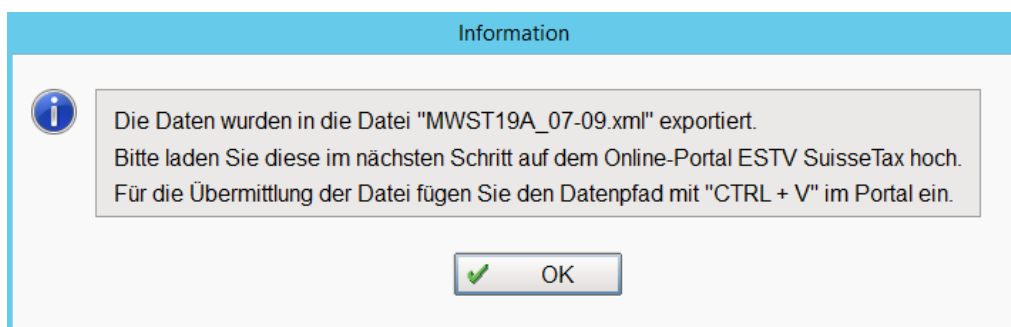 Information
Die Daten wurden in die Datei "MWST19A_07-09.xml" exportiert.
Bitte laden Sie diese im nächsten Schritt auf dem Online-Portal ESTV SuisseTax hoch.
Für die Übermittlung der Datei fügen Sie den Datenpfad mit "CTRL + V" im Portal ein.
OK